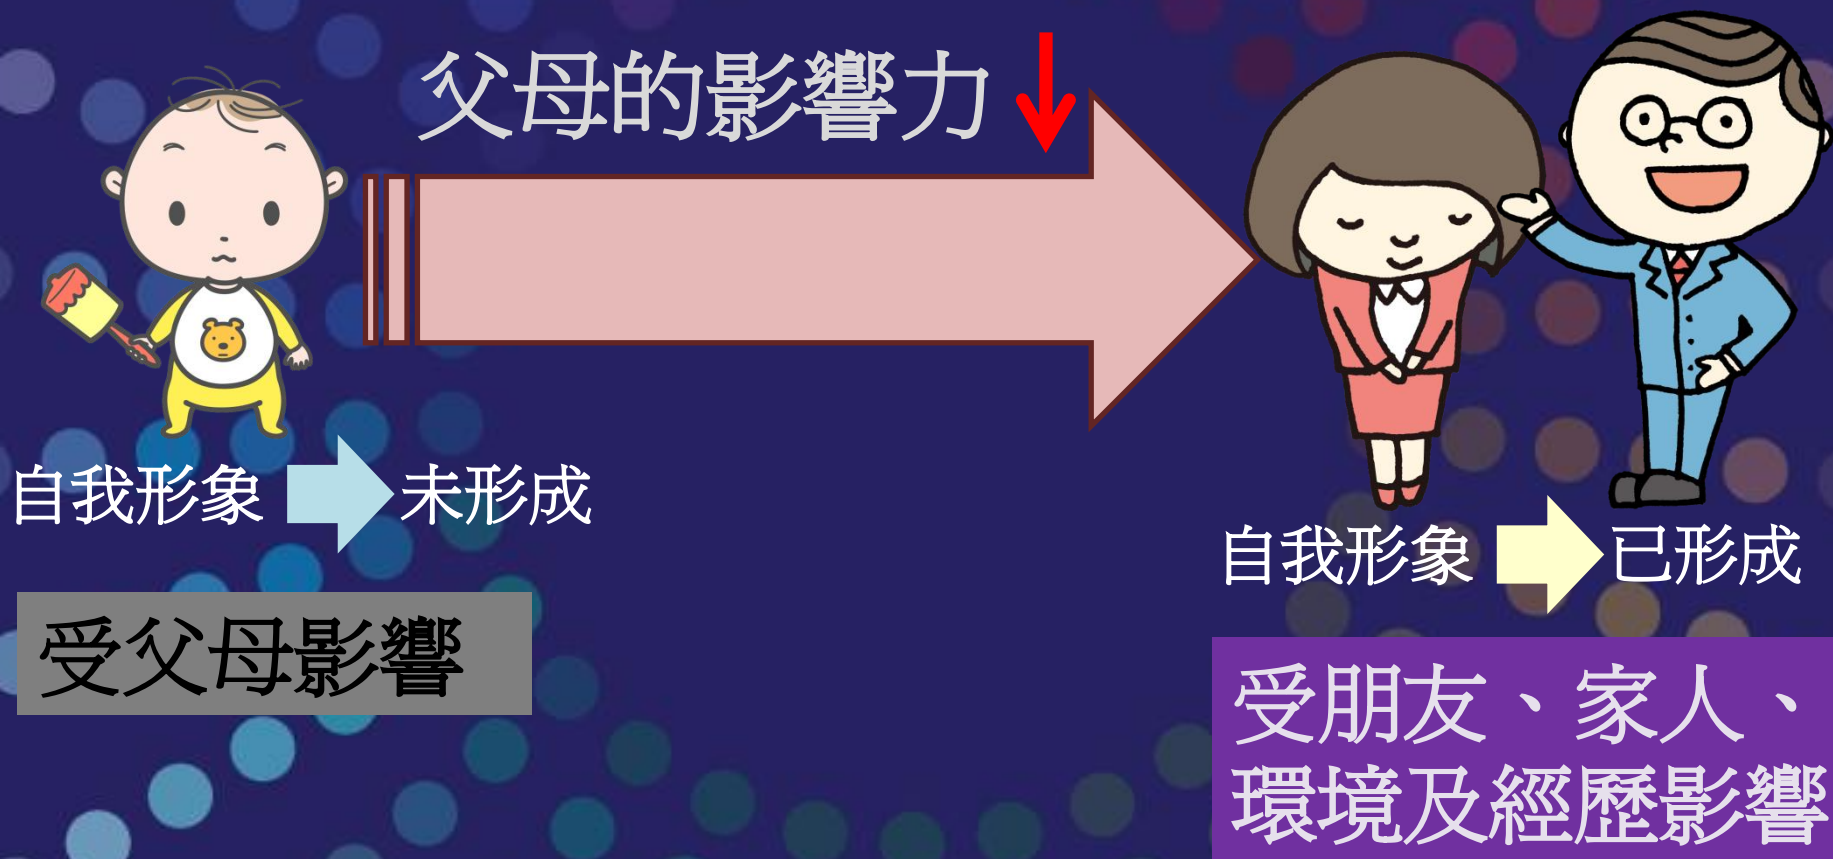 父母的影響力
自我形象 未形成
受父母影響
自我形象 已形成
受朋友、家人、
環境及經歷影響